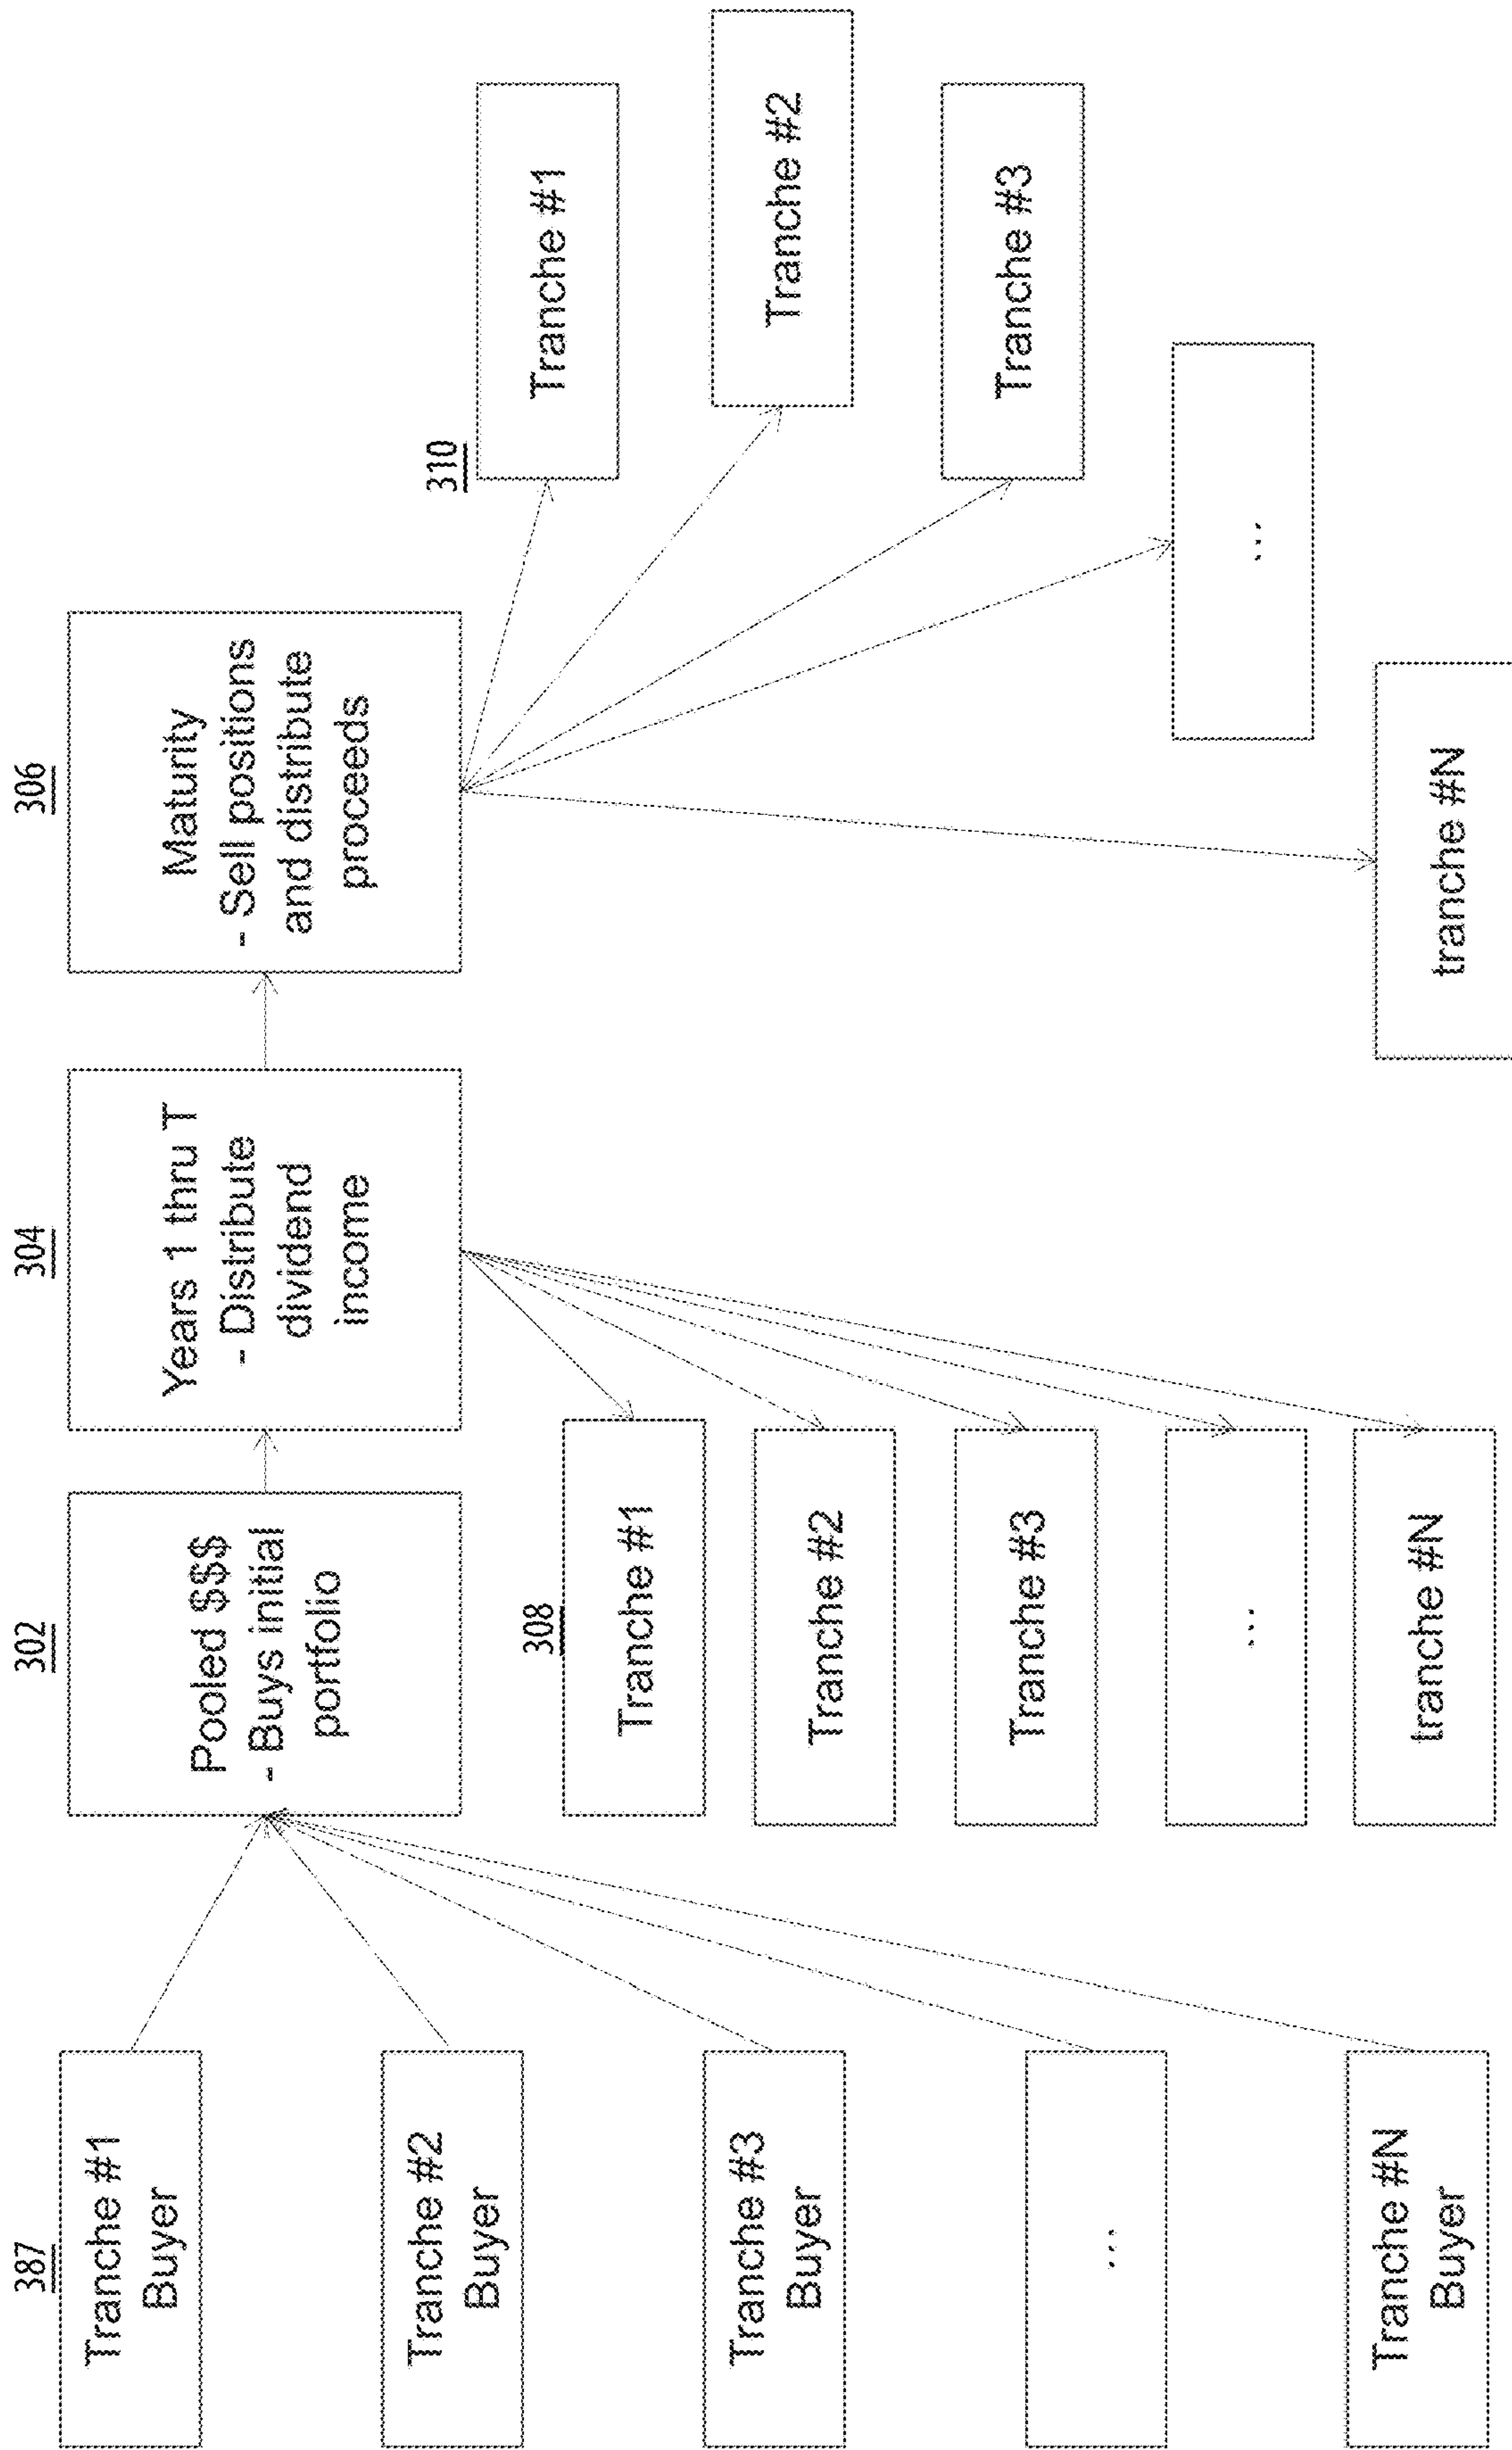 387
Tranche #1
Buyer
Tranche #2
Buyer
Tranche #3
Buyer
...
Tranche #N
Buyer
302
Pooled $$$
- Buys initial
portfolio
304
Years 1 thru T
- Distribute
dividend
income
306
Maturity
- Sell positions
and distribute
proceeds
308
Tranche #1
Tranche #2
Tranche #3
...
tranche #N
310
Tranche #1
Tranche #2
Tranche #3
...
tranche #N